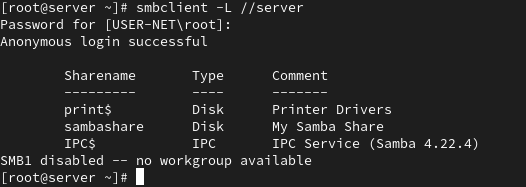 [root@server ~]# smbclient -L //server
Password for [USER-NET\root]:
Anonymous login successful
Sharename Type Comment
--------- ---- -------
print$ Disk Printer Drivers
sambashare Disk My Samba Share
IPC$ IPC IPC Service (Samba 4.22.4)
SMB1 disabled -- no workgroup available
[root@server ~]#